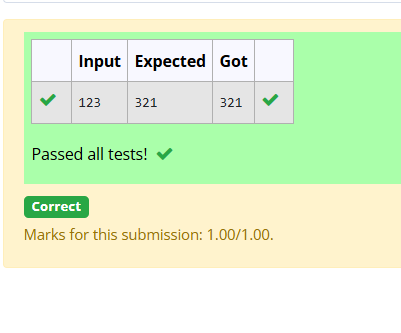 Input Expected Got
123 321 321
Passed all tests!
Correct
Marks for this submission: 1.00/1.00.